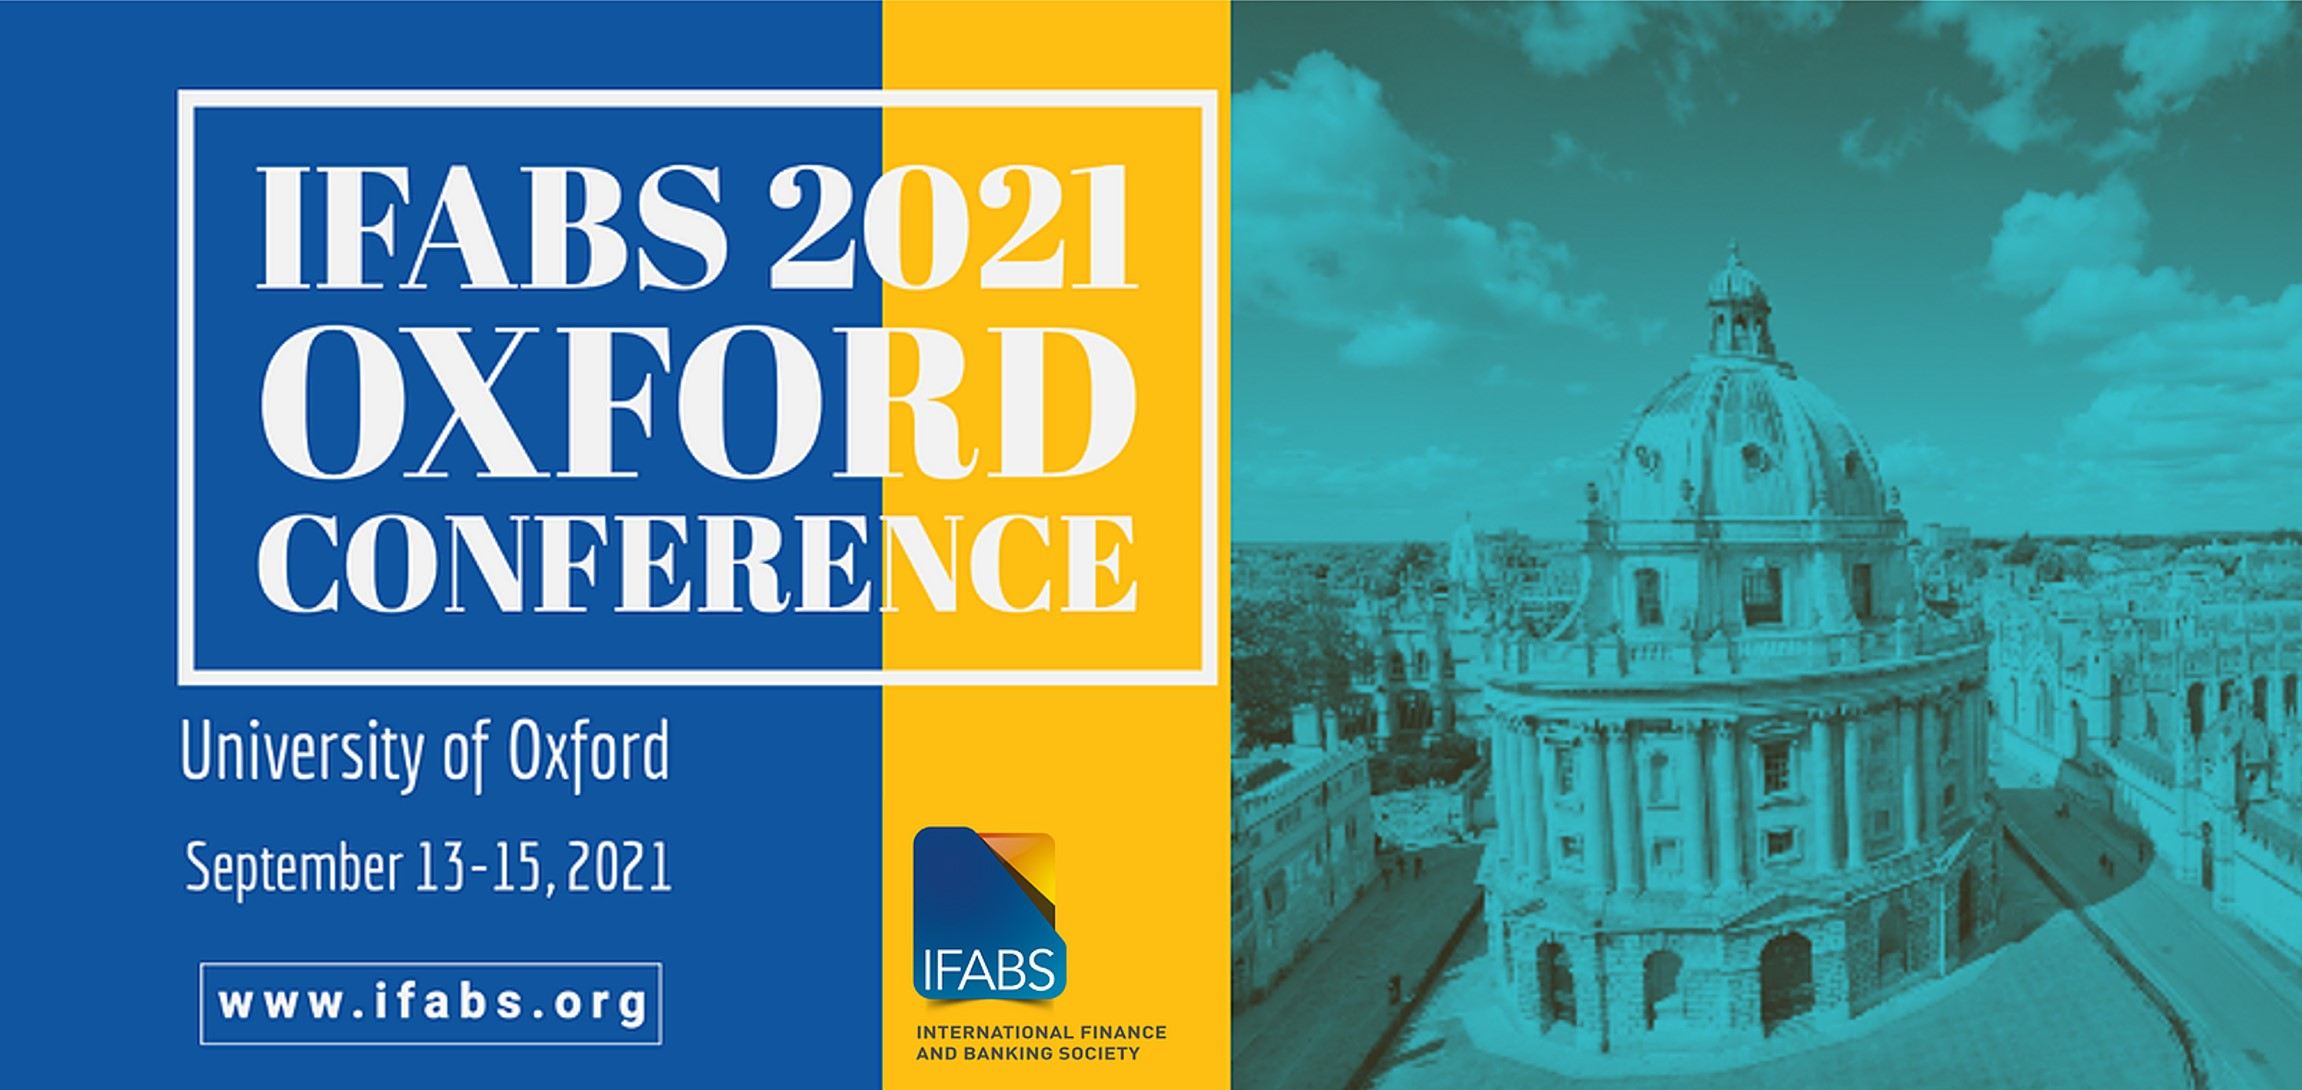 IFABS 2021
OXFORD
CONFERENCE
University of Oxford
September 13-15, 2021
www.ifabs.org
IFABS
INTERNATIONAL FINANCE
AND BANKING SOCIETY